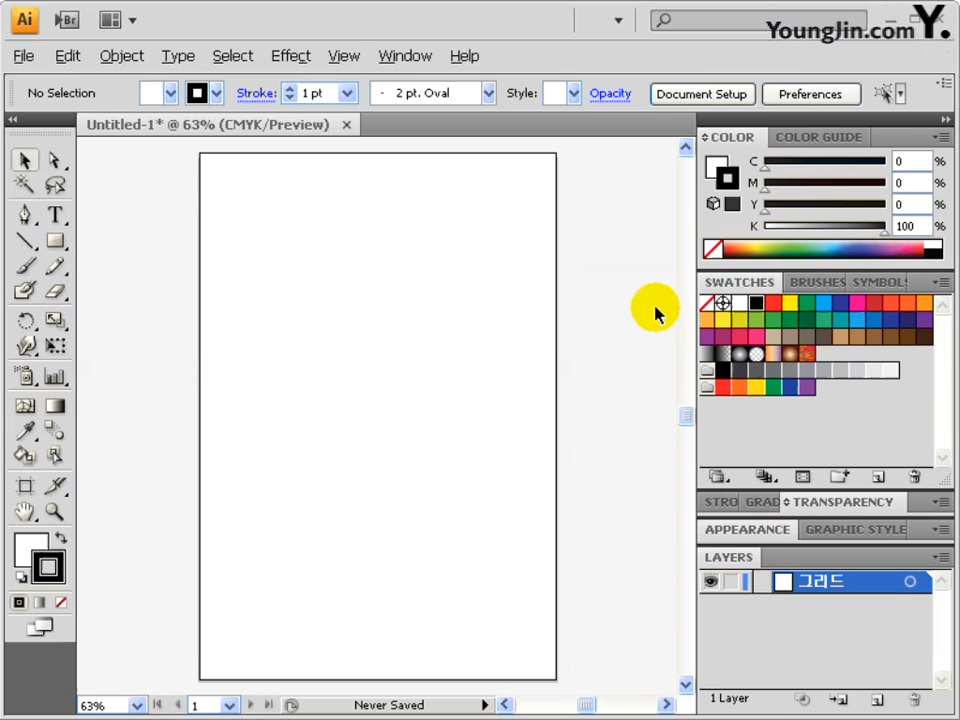 Ai Br YoungJin.com Y.
File Edit Object Type Select Effect View Window Help
No Selection Stroke: 1 pt 2 pt. Oval Style: Opacity Document Setup Preferences
Untitled-1* @ 63% (CMYK/Preview)
COLOR COLOR GUIDE
C 0 %
M 0 %
Y 0 %
K 100 %
SWATCHES BRUSHES SYMBOL
STRO GRAD TRANSPARENCY
APPEARANCE GRAPHIC STYLE
LAYERS
그리드
1 Layer
63% 1 Never Saved